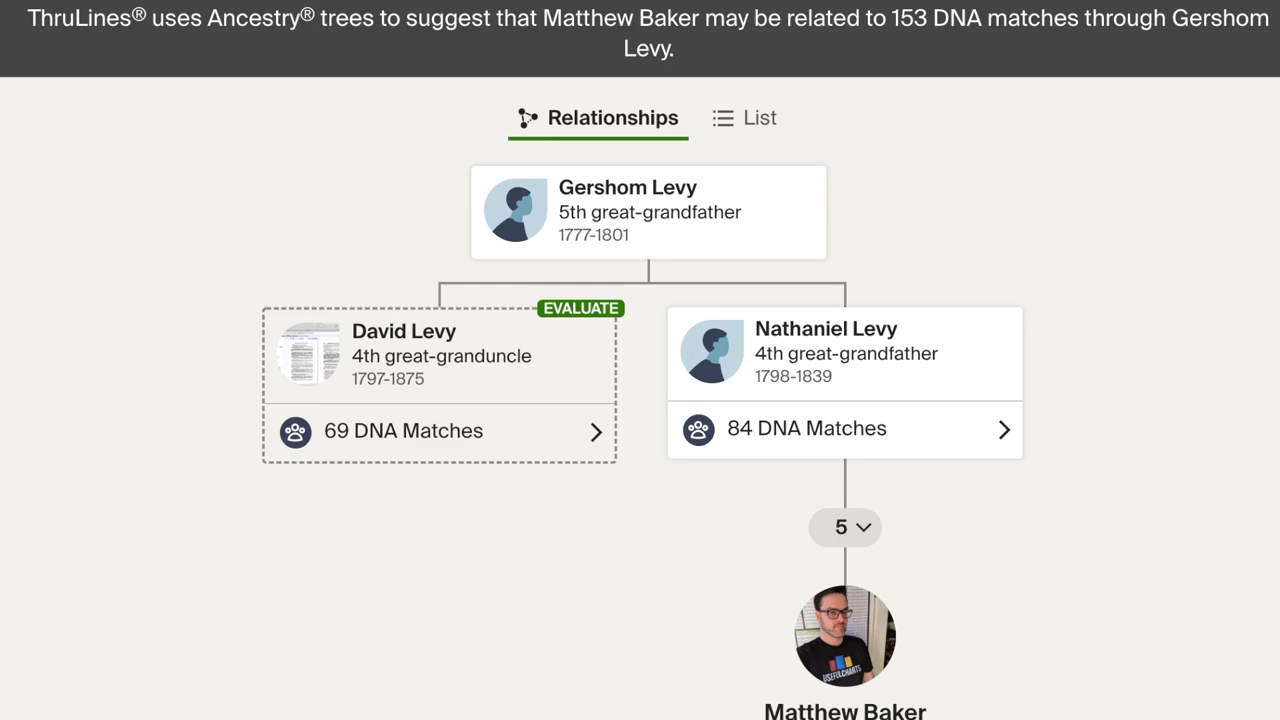 ThruLines® uses Ancestry® trees to suggest that Matthew Baker may be related to 153 DNA matches through Gershom
Levy.
Relationships
List
Gershom Levy
5th great-grandfather
1777-1801
EVALUATE
David Levy
4th great-granduncle
1797-1875
69 DNA Matches
Nathaniel Levy
4th great-grandfather
1798-1839
84 DNA Matches
5
USEFULCHARTS
Matthew Baker